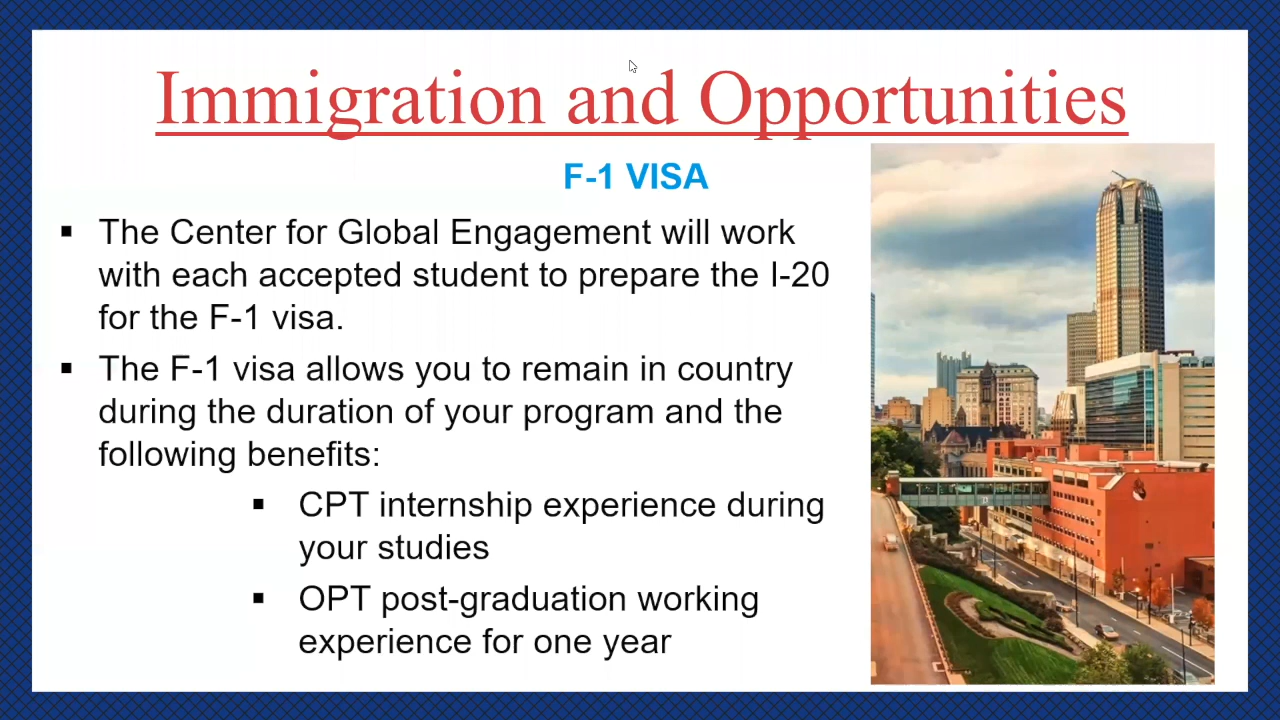 Immigration and Opportunities
F-1 VISA
▪ The Center for Global Engagement will work
with each accepted student to prepare the I-20
for the F-1 visa.
▪ The F-1 visa allows you to remain in country
during the duration of your program and the
following benefits:
▪ CPT internship experience during
your studies
▪ OPT post-graduation working
experience for one year